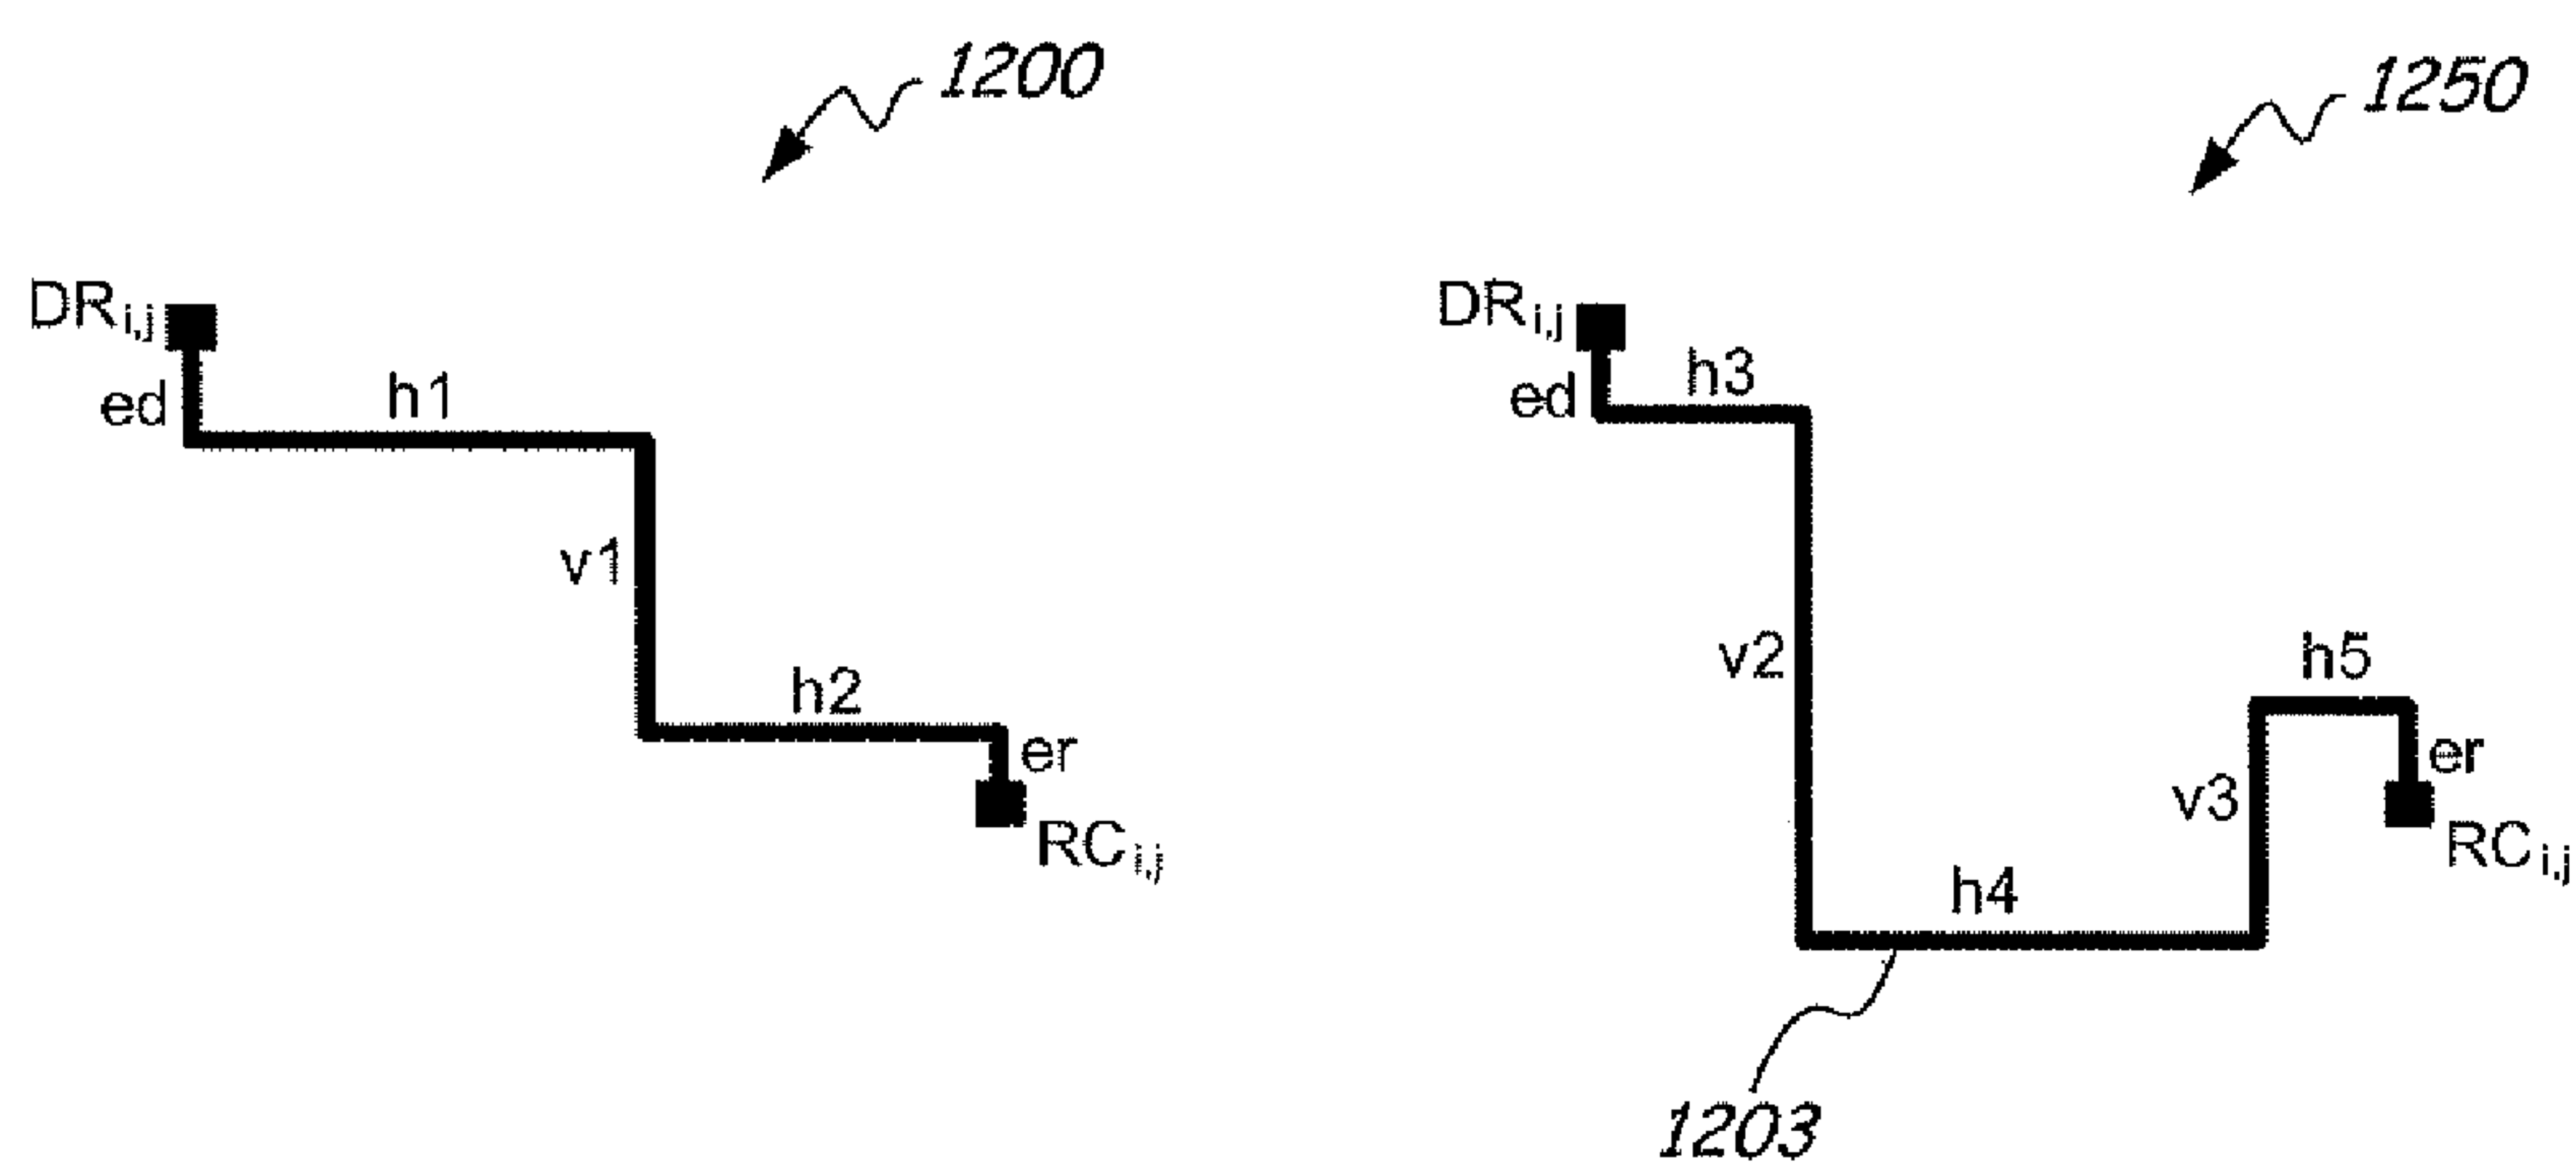 1200
DRi,j
ed
h1
v1
h2
er
RCi,j
1250
DRi,j
ed
h3
v2
h5
er
v3
RCi,j
h4
1203